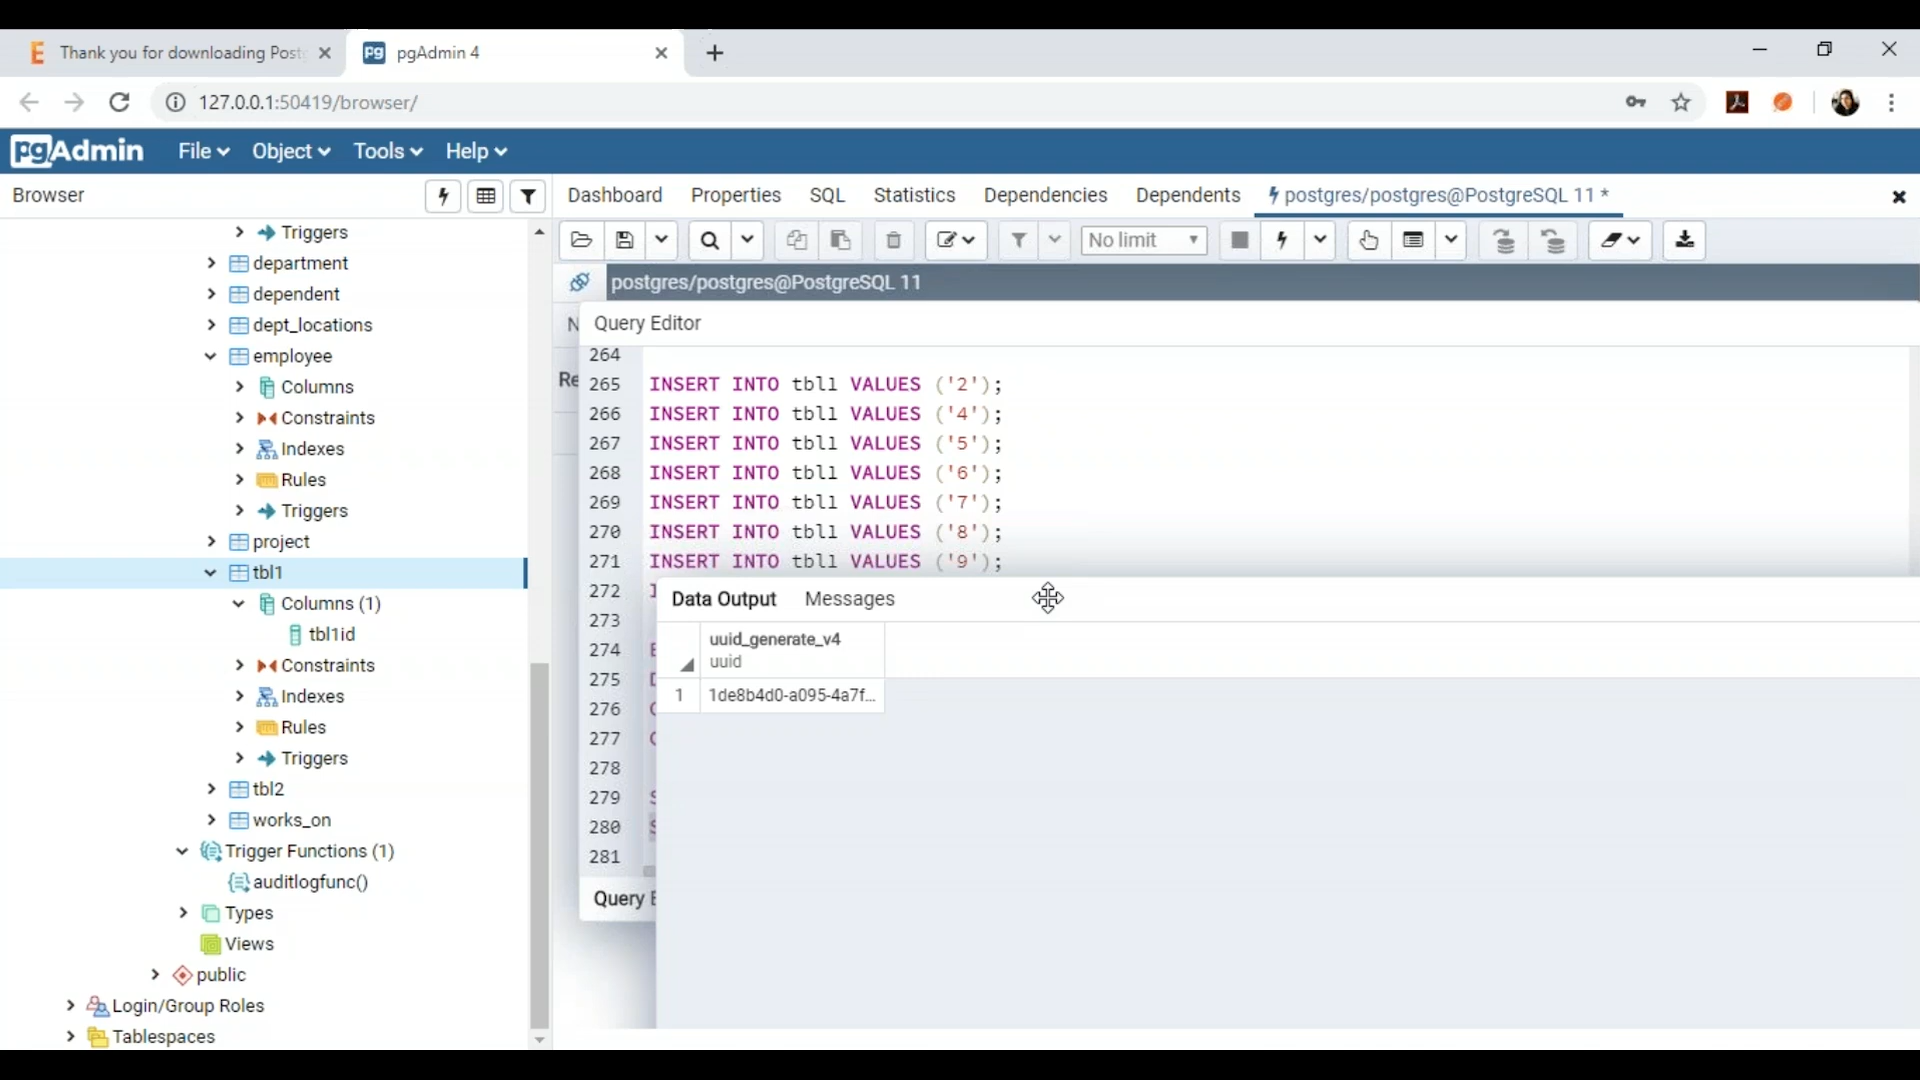 Thank you for downloading Post
pgAdmin 4
127.0.0.1:50419/browser/
pgAdmin
File
Object
Tools
Help
Browser
Dashboard
Properties
SQL
Statistics
Dependencies
Dependents
postgres/postgres@PostgreSQL 11 *
No limit
postgres/postgres@PostgreSQL 11
Query Editor
Triggers
department
dependent
dept_locations
employee
Columns
Constraints
Indexes
Rules
Triggers
project
tbl1
Columns (1)
tbl1id
Constraints
Indexes
Rules
Triggers
tbl2
works_on
Trigger Functions (1)
auditlogfunc()
Types
Views
public
Login/Group Roles
Tablespaces
264
265 INSERT INTO tbl1 VALUES ('2');
266 INSERT INTO tbl1 VALUES ('4');
267 INSERT INTO tbl1 VALUES ('5');
268 INSERT INTO tbl1 VALUES ('6');
269 INSERT INTO tbl1 VALUES ('7');
270 INSERT INTO tbl1 VALUES ('8');
271 INSERT INTO tbl1 VALUES ('9');
272
273
274
275
276
277
278
279
280
281
Query E
Data Output
Messages
uuid_generate_v4
uuid
1 1de8b4d0-a095-4a7f...